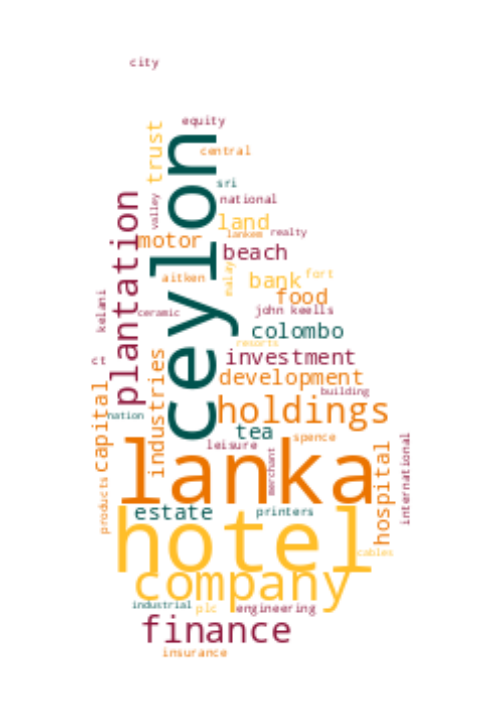 city
equity
trust
central
ceylon
sri
national
plantation
valley
land
lankem
realty
motor
beach
aitken
malay
bank
fort
food
kelani
ceramic
john keells
colombo
resorts
ct
industries
investment
development
building
capital
nation
holdings
tea
spence
leisure
merchant
international
lanka
hospital
products
estate
printers
hotel
cables
company
industrial
plc
engineering
finance
insurance